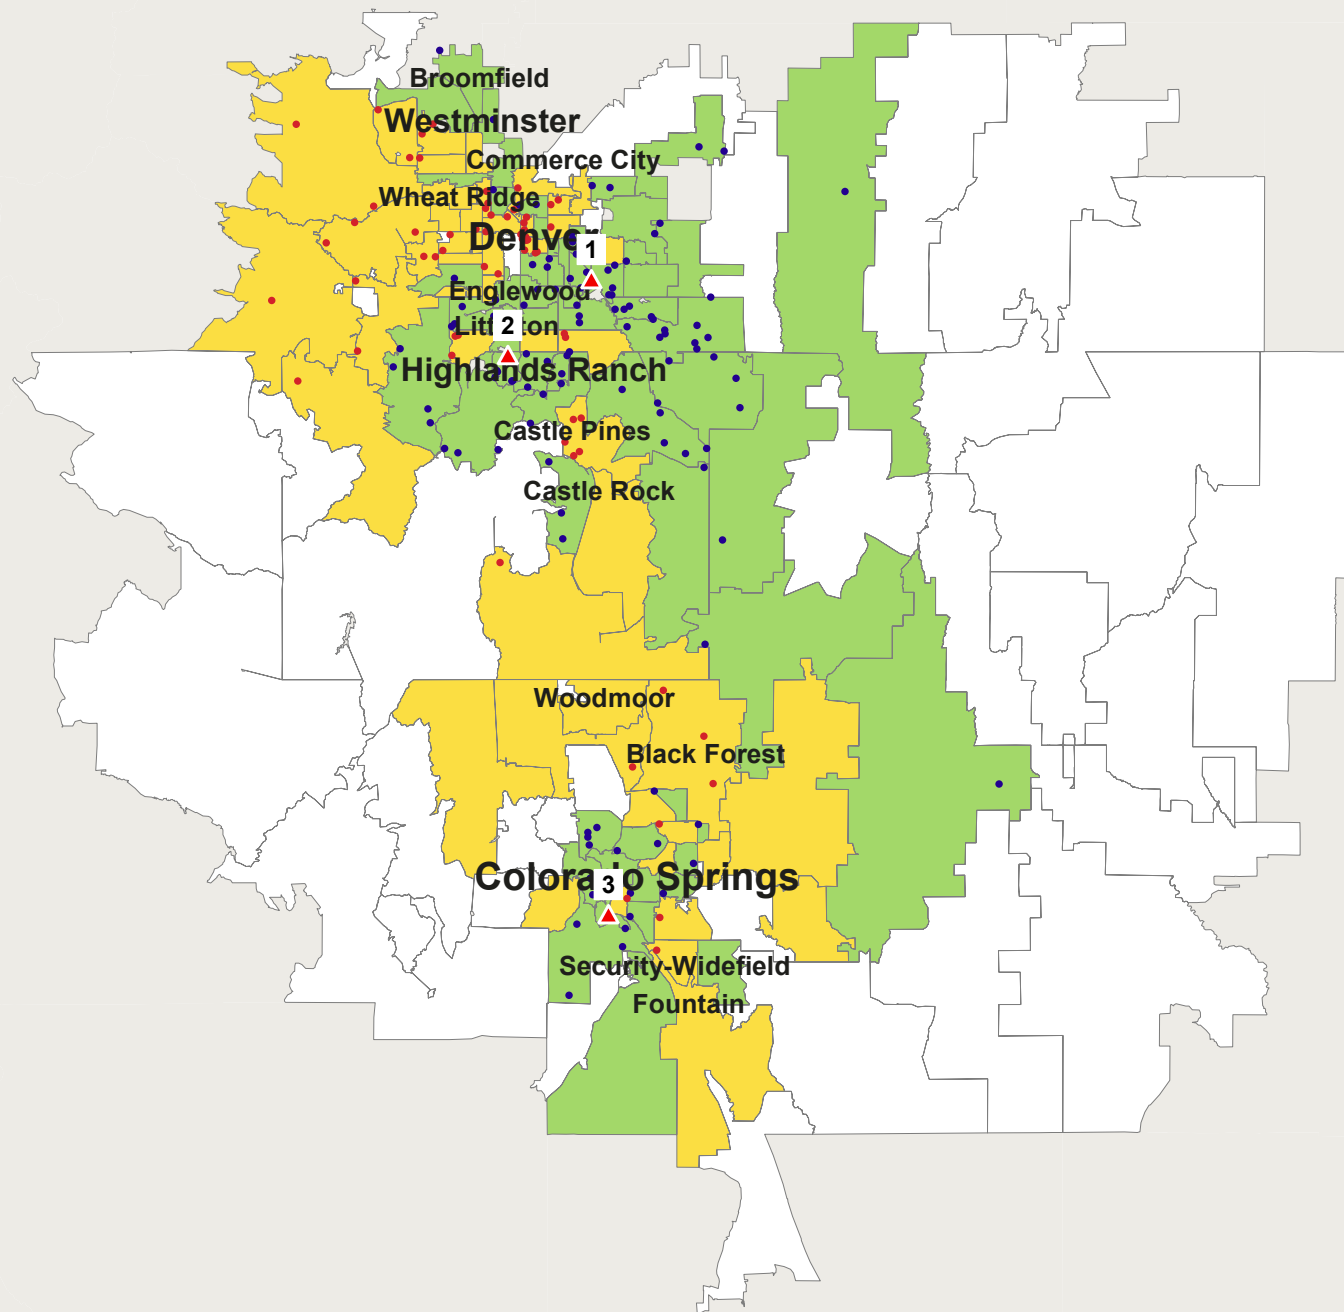 Broomfield
Westminster
Commerce City
Wheat Ridge
Denver
1
Englewood
Littleton
2
Highlands Ranch
Castle Pines
Castle Rock
Woodmoor
Black Forest
Colorado Springs
3
Security-Widefield
Fountain